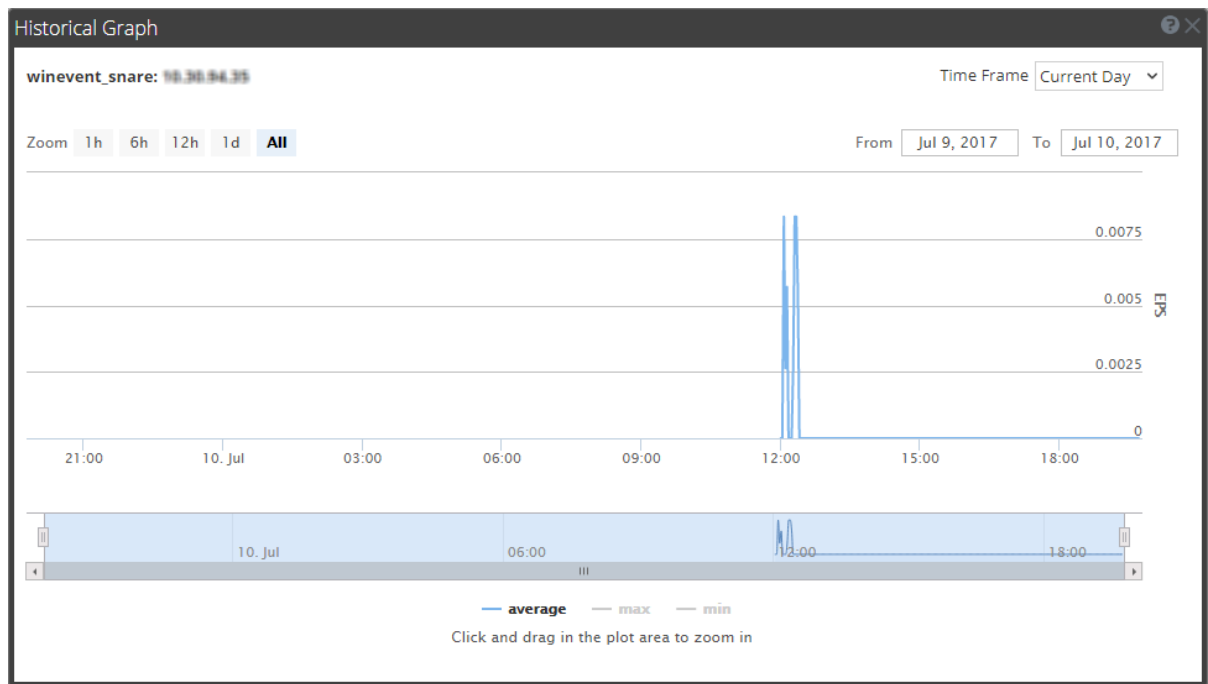 Historical Graph
winevent_snare:
Time Frame Current Day
Zoom 1h 6h 12h 1d All
From Jul 9, 2017 To Jul 10, 2017
0.0075
0.005
EPS
0.0025
0
21:00 10. Jul 03:00 06:00 09:00 12:00 15:00 18:00
10. Jul 06:00 12:00 18:00
average max min
Click and drag in the plot area to zoom in